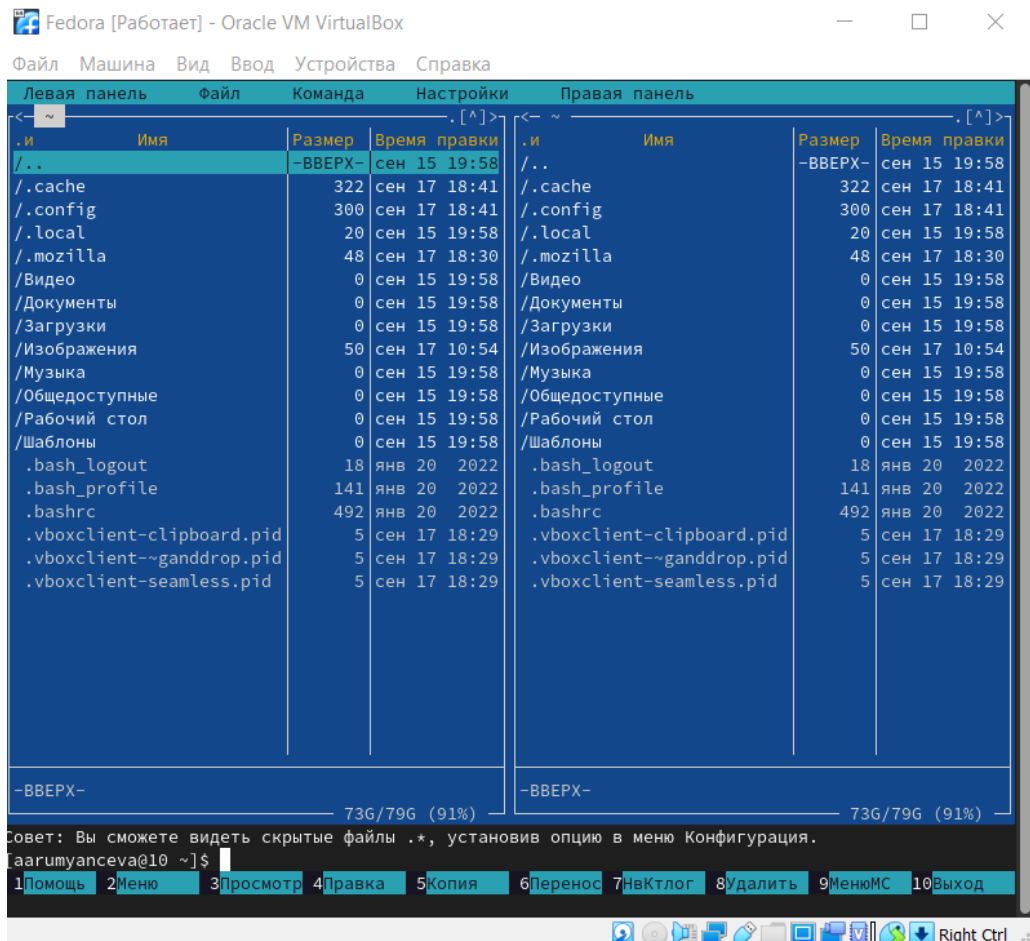 Fedora [Работает] - Oracle VM VirtualBox
Файл Машина Вид Ввод Устройства Справка
Левая панель Файл Команда Настройки Правая панель
<— ~ .[^]> <— ~ .[^]>
.и Имя Размер Время правки .и Имя Размер Время правки
/.. -ВВЕРХ- сен 15 19:58 /.. -ВВЕРХ- сен 15 19:58
/.cache 322 сен 17 18:41 /.cache 322 сен 17 18:41
/.config 300 сен 17 18:41 /.config 300 сен 17 18:41
/.local 20 сен 15 19:58 /.local 20 сен 15 19:58
/.mozilla 48 сен 17 18:30 /.mozilla 48 сен 17 18:30
/Видео 0 сен 15 19:58 /Видео 0 сен 15 19:58
/Документы 0 сен 15 19:58 /Документы 0 сен 15 19:58
/Загрузки 0 сен 15 19:58 /Загрузки 0 сен 15 19:58
/Изображения 50 сен 17 10:54 /Изображения 50 сен 17 10:54
/Музыка 0 сен 15 19:58 /Музыка 0 сен 15 19:58
/Общедоступные 0 сен 15 19:58 /Общедоступные 0 сен 15 19:58
/Рабочий стол 0 сен 15 19:58 /Рабочий стол 0 сен 15 19:58
/Шаблоны 0 сен 15 19:58 /Шаблоны 0 сен 15 19:58
.bash_logout 18 янв 20 2022 .bash_logout 18 янв 20 2022
.bash_profile 141 янв 20 2022 .bash_profile 141 янв 20 2022
.bashrc 492 янв 20 2022 .bashrc 492 янв 20 2022
.vboxclient-clipboard.pid 5 сен 17 18:29 .vboxclient-clipboard.pid 5 сен 17 18:29
.vboxclient-~ganddrop.pid 5 сен 17 18:29 .vboxclient-~ganddrop.pid 5 сен 17 18:29
.vboxclient-seamless.pid 5 сен 17 18:29 .vboxclient-seamless.pid 5 сен 17 18:29
-ВВЕРХ- -ВВЕРХ-
73G/79G (91%) 73G/79G (91%)
Совет: Вы сможете видеть скрытые файлы .*, установив опцию в меню Конфигурация.
[aarumyanceva@10 ~]$
1Помощь 2Меню 3Просмотр 4Правка 5Копия 6Перенос 7НвКтлог 8Удалить 9МенюМС 10Выход
Right Ctrl